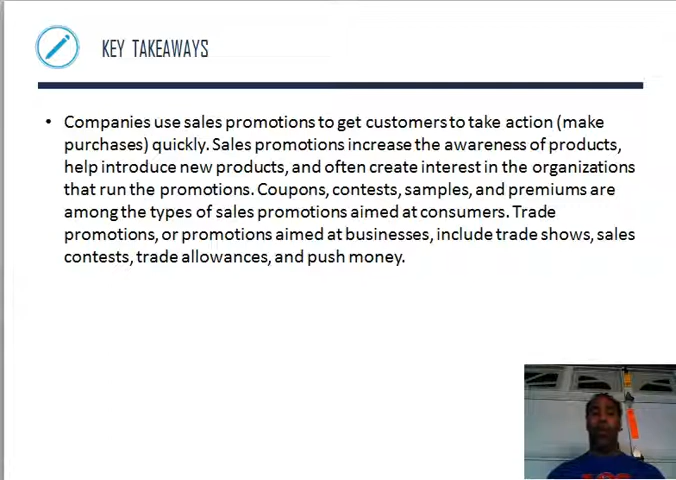 KEY TAKEAWAYS
• Companies use sales promotions to get customers to take action (make
purchases) quickly. Sales promotions increase the awareness of products,
help introduce new products, and often create interest in the organizations
that run the promotions. Coupons, contests, samples, and premiums are
among the types of sales promotions aimed at consumers. Trade
promotions, or promotions aimed at businesses, include trade shows, sales
contests, trade allowances, and push money.